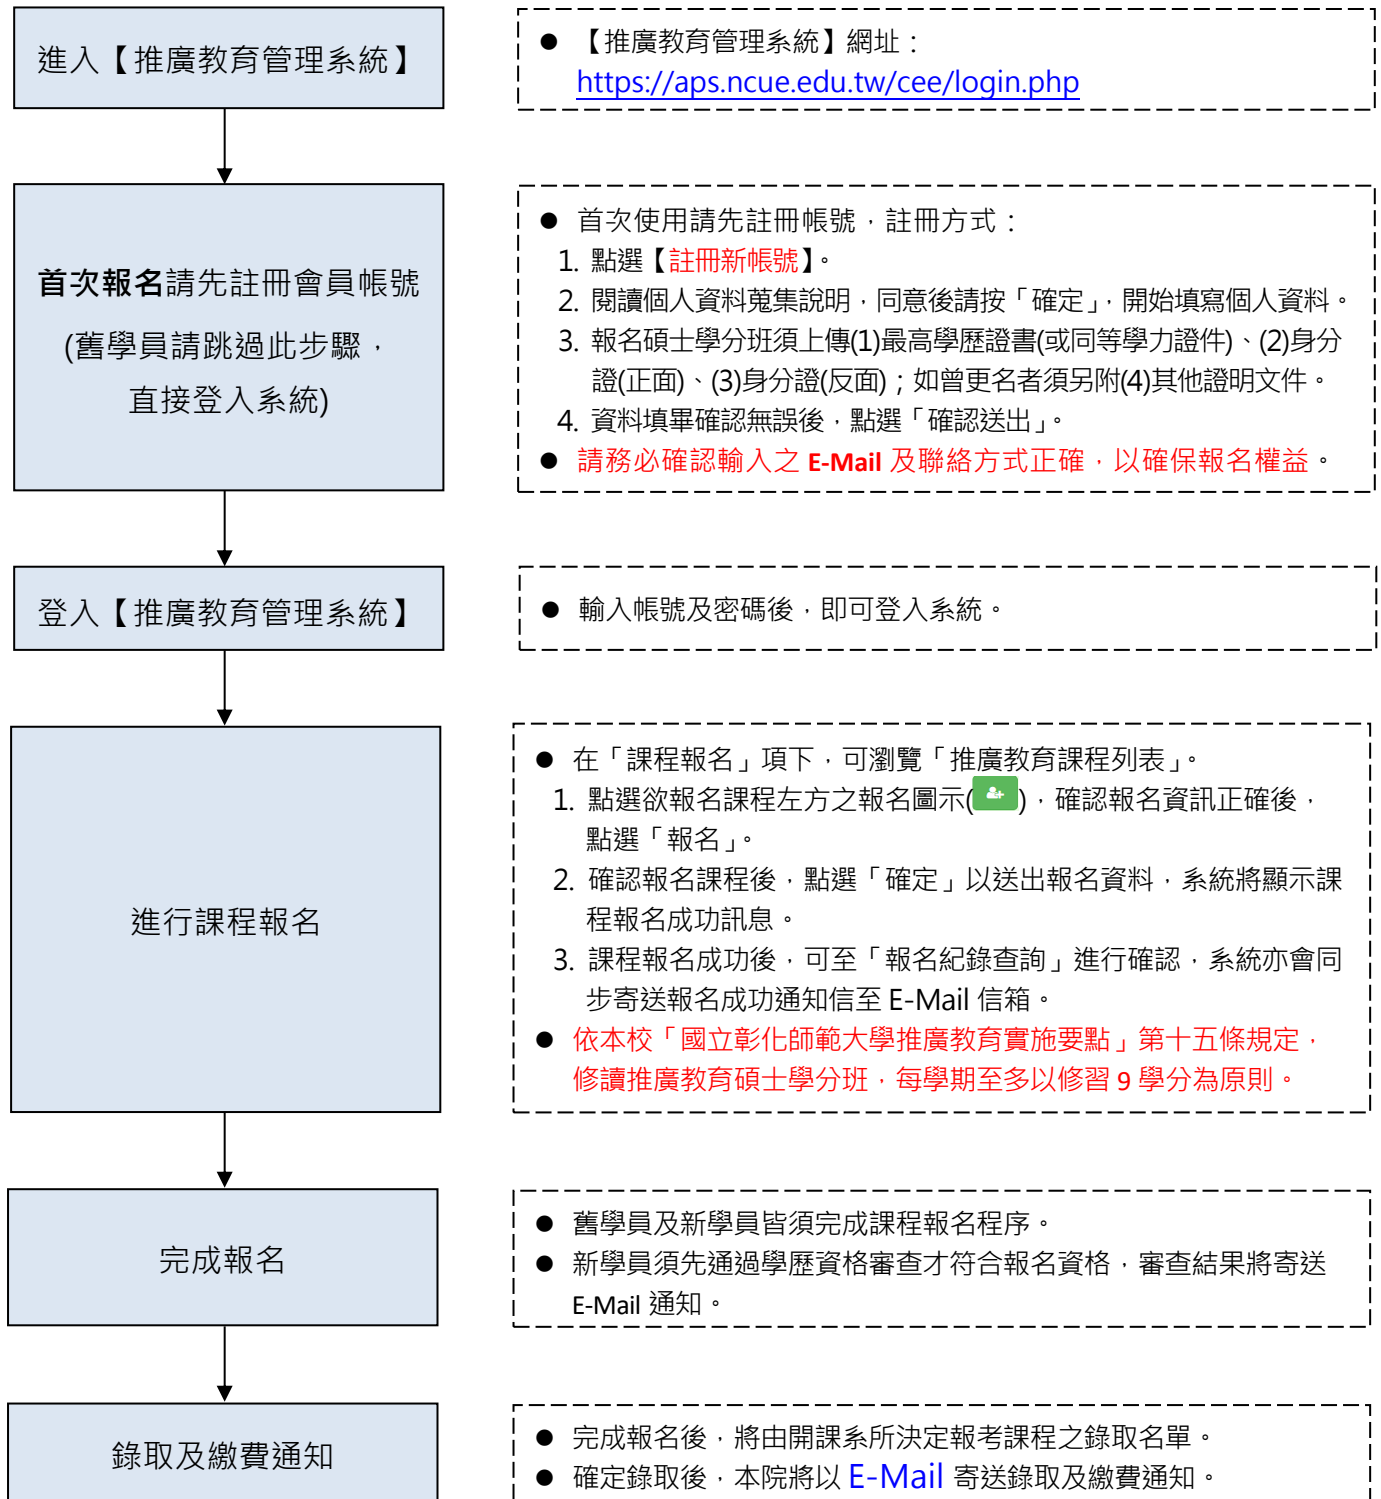 進入【推廣教育管理系統】
● 【推廣教育管理系統】網址：
https://aps.ncue.edu.tw/cee/login.php
首次報名請先註冊會員帳號
(舊學員請跳過此步驟，
直接登入系統)
● 首次使用請先註冊帳號，註冊方式：
1. 點選【註冊新帳號】。
2. 閱讀個人資料蒐集說明，同意後請按「確定」，開始填寫個人資料。
3. 報名碩士學分班須上傳(1)最高學歷證書(或同等學力證件)、(2)身分
證(正面)、(3)身分證(反面)；如曾更名者須另附(4)其他證明文件。
4. 資料填畢確認無誤後，點選「確認送出」。
● 請務必確認輸入之 E-Mail 及聯絡方式正確，以確保報名權益。
登入【推廣教育管理系統】
● 輸入帳號及密碼後，即可登入系統。
進行課程報名
● 在「課程報名」項下，可瀏覽「推廣教育課程列表」。
1. 點選欲報名課程左方之報名圖示( )，確認報名資訊正確後，
點選「報名」。
2. 確認報名課程後，點選「確定」以送出報名資料，系統將顯示課
程報名成功訊息。
3. 課程報名成功後，可至「報名紀錄查詢」進行確認，系統亦會同
步寄送報名成功通知信至 E-Mail 信箱。
● 依本校「國立彰化師範大學推廣教育實施要點」第十五條規定，
修讀推廣教育碩士學分班，每學期至多以修習 9 學分為原則。
完成報名
● 舊學員及新學員皆須完成課程報名程序。
● 新學員須先通過學歷資格審查才符合報名資格，審查結果將寄送
E-Mail 通知。
錄取及繳費通知
● 完成報名後，將由開課系所決定報考課程之錄取名單。
● 確定錄取後，本院將以 E-Mail 寄送錄取及繳費通知。